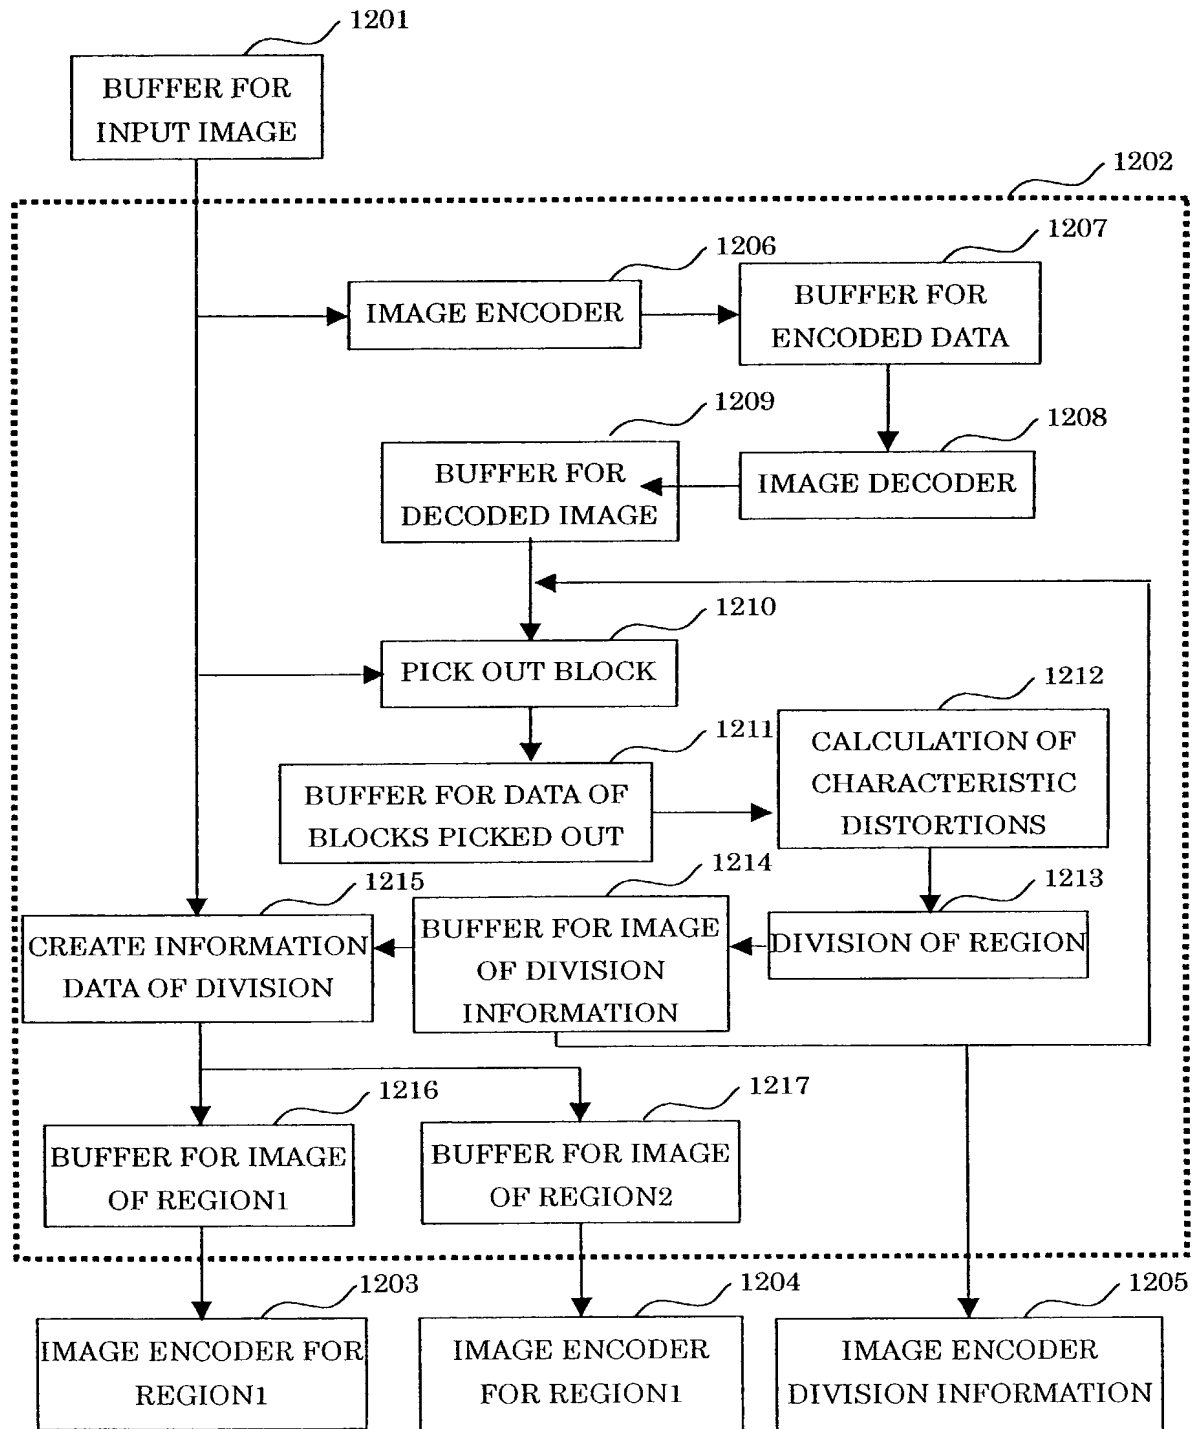 1201
BUFFER FOR
INPUT IMAGE
1202
1206
IMAGE ENCODER
1207
BUFFER FOR
ENCODED DATA
1209
BUFFER FOR
DECODED IMAGE
1208
IMAGE DECODER
1210
PICK OUT BLOCK
1211
BUFFER FOR DATA OF
BLOCKS PICKED OUT
1212
CALCULATION OF
CHARACTERISTIC
DISTORTIONS
1215
CREATE INFORMATION
DATA OF DIVISION
1214
BUFFER FOR IMAGE
OF DIVISION
INFORMATION
1213
DIVISION OF REGION
1216
BUFFER FOR IMAGE
OF REGION1
1217
BUFFER FOR IMAGE
OF REGION2
1203
IMAGE ENCODER FOR
REGION1
1204
IMAGE ENCODER
FOR REGION1
1205
IMAGE ENCODER
DIVISION INFORMATION